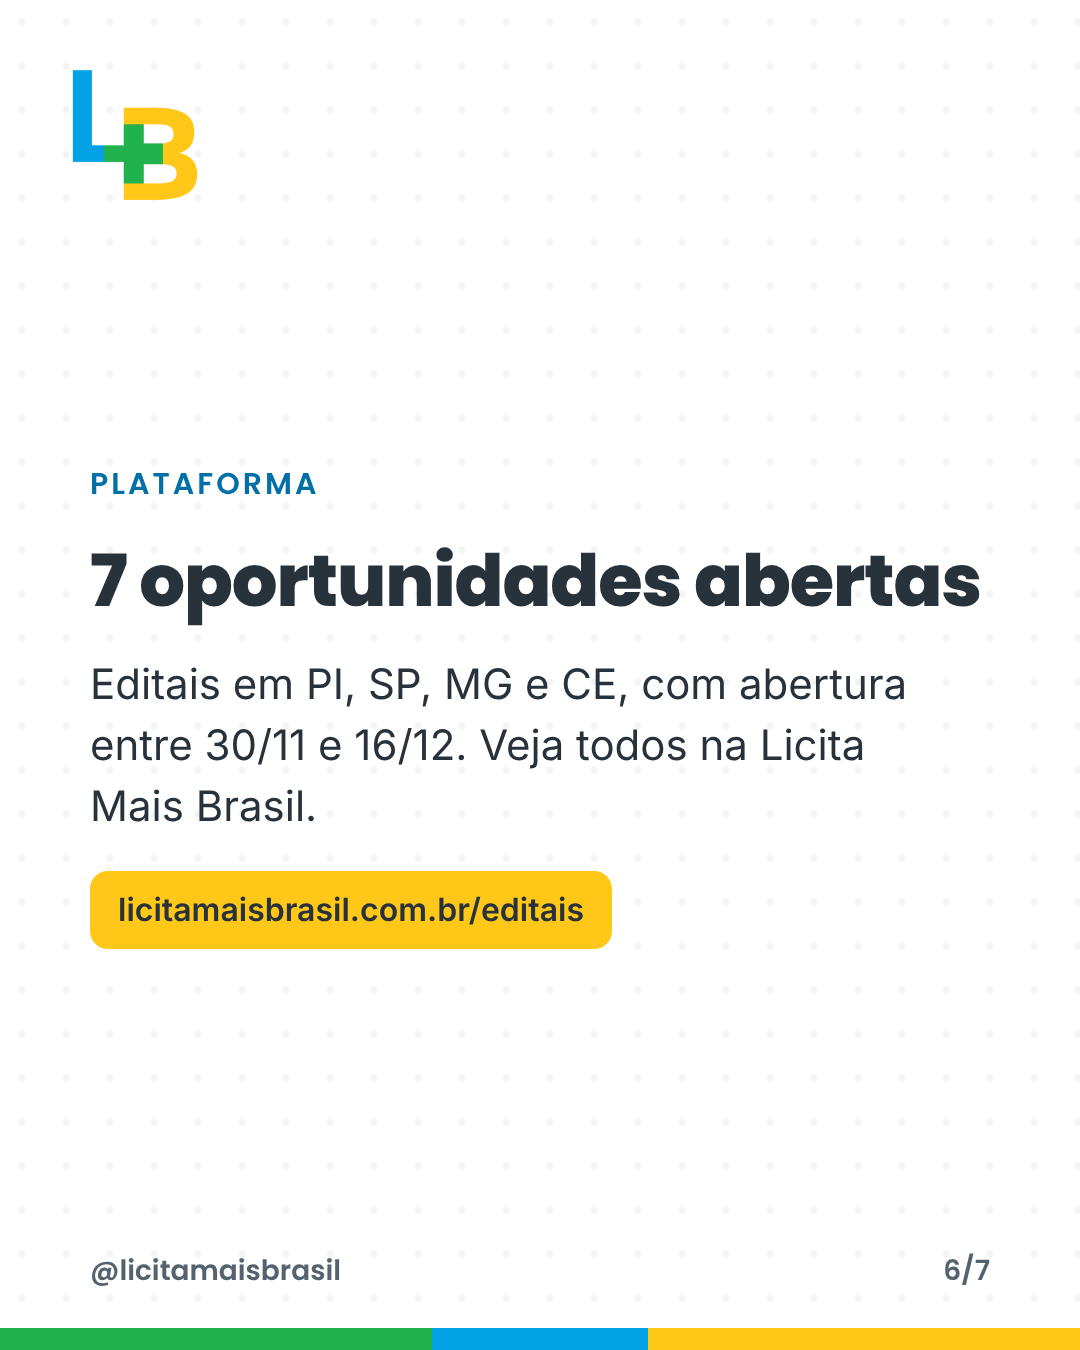 L+B
PLATAFORMA
7 oportunidades abertas
Editais em PI, SP, MG e CE, com abertura
entre 30/11 e 16/12. Veja todos na Licita
Mais Brasil.
licitamaisbrasil.com.br/editais
@licitamaisbrasil
6/7